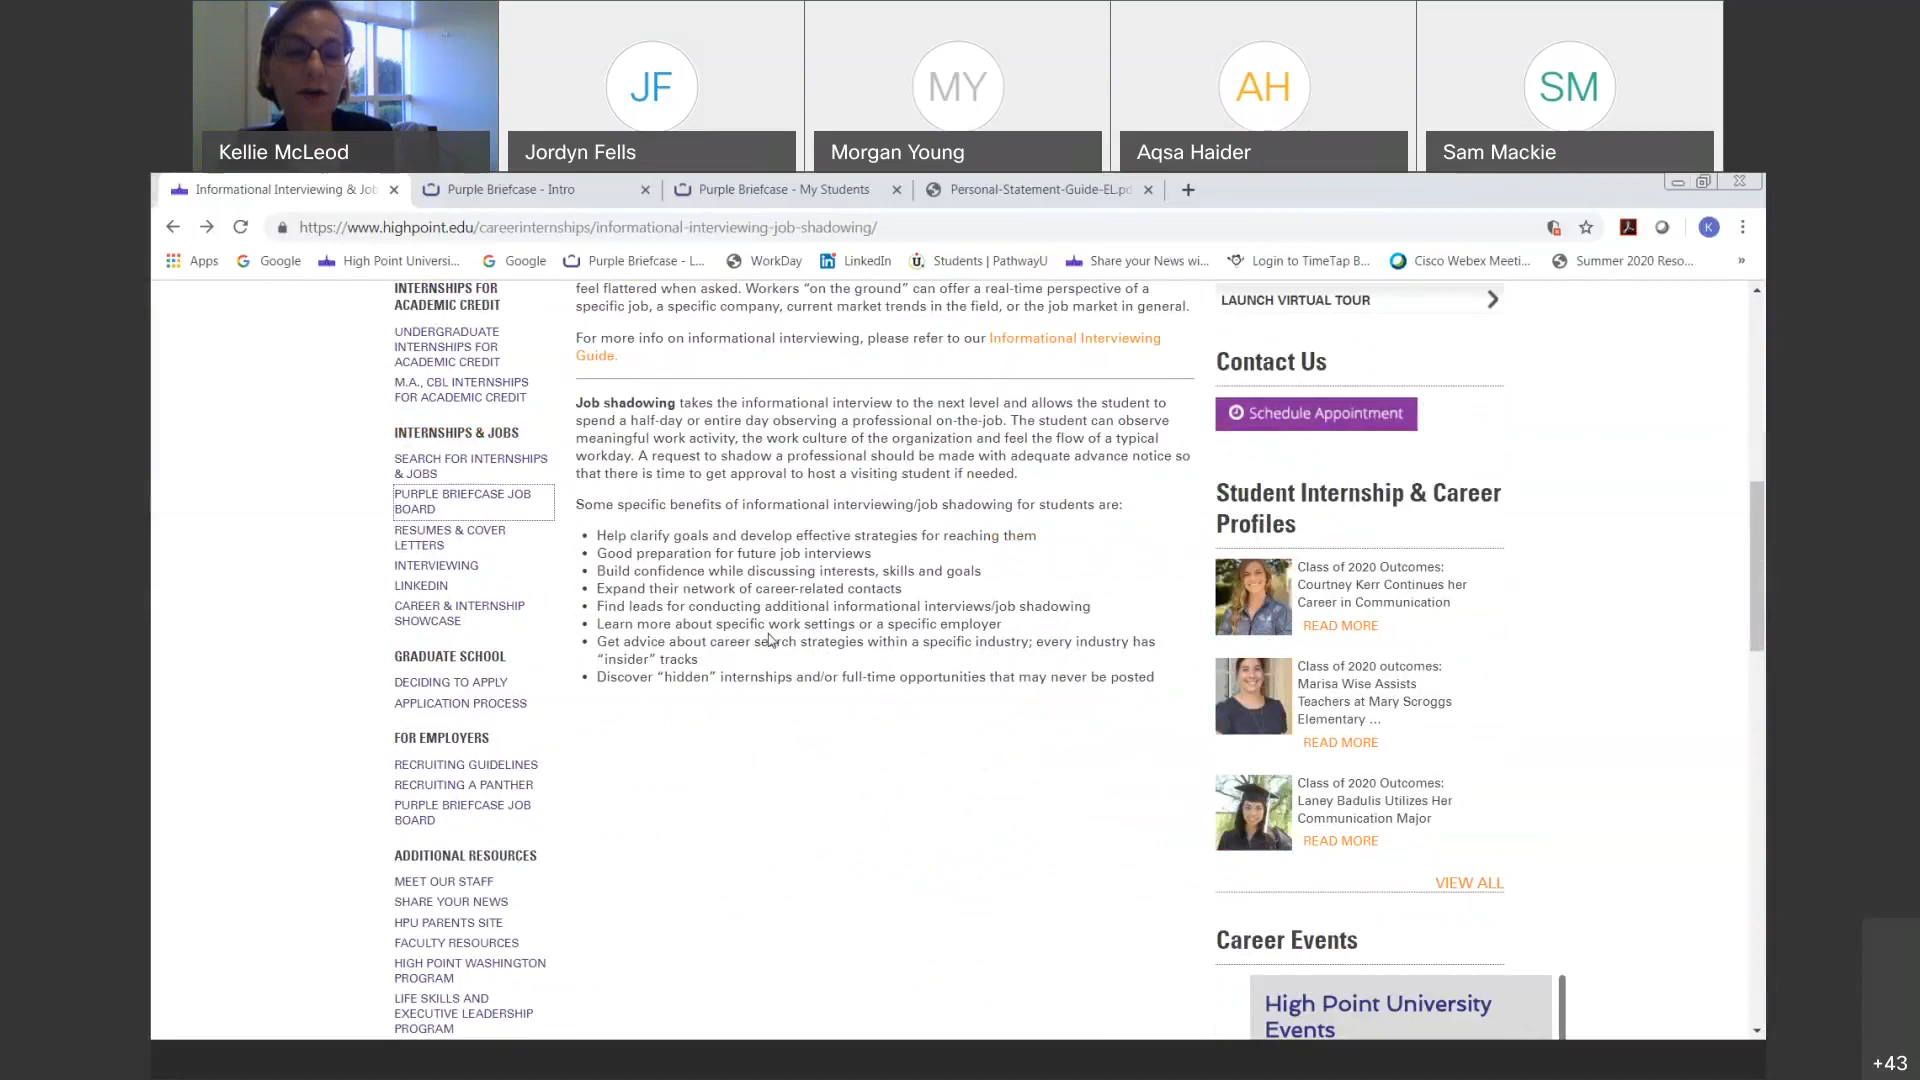 JF
MY
AH
SM
Kellie McLeod
Jordyn Fells
Morgan Young
Aqsa Haider
Sam Mackie
Informational Interviewing & Job
Purple Briefcase - Intro
Purple Briefcase - My Students
Personal-Statement-Guide-EL.pd
https://www.highpoint.edu/careerinternships/informational-interviewing-job-shadowing/
K
Apps
Google
High Point Universi...
Google
Purple Briefcase - L...
WorkDay
LinkedIn
Students | PathwayU
Share your News wi...
Login to TimeTap B...
Cisco Webex Meeti...
Summer 2020 Reso...
»
INTERNSHIPS FOR
ACADEMIC CREDIT
UNDERGRADUATE
INTERNSHIPS FOR
ACADEMIC CREDIT
M.A., CBL INTERNSHIPS
FOR ACADEMIC CREDIT
INTERNSHIPS & JOBS
SEARCH FOR INTERNSHIPS
& JOBS
PURPLE BRIEFCASE JOB
BOARD
RESUMES & COVER
LETTERS
INTERVIEWING
LINKEDIN
CAREER & INTERNSHIP
SHOWCASE
GRADUATE SCHOOL
DECIDING TO APPLY
APPLICATION PROCESS
FOR EMPLOYERS
RECRUITING GUIDELINES
RECRUITING A PANTHER
PURPLE BRIEFCASE JOB
BOARD
ADDITIONAL RESOURCES
MEET OUR STAFF
SHARE YOUR NEWS
HPU PARENTS SITE
FACULTY RESOURCES
HIGH POINT WASHINGTON
PROGRAM
LIFE SKILLS AND
EXECUTIVE LEADERSHIP
PROGRAM
feel flattered when asked. Workers “on the ground” can offer a real-time perspective of a
specific job, a specific company, current market trends in the field, or the job market in general.
For more info on informational interviewing, please refer to our Informational Interviewing
Guide.
Job shadowing takes the informational interview to the next level and allows the student to
spend a half-day or entire day observing a professional on-the-job. The student can observe
meaningful work activity, the work culture of the organization and feel the flow of a typical
workday. A request to shadow a professional should be made with adequate advance notice so
that there is time to get approval to host a visiting student if needed.
Some specific benefits of informational interviewing/job shadowing for students are:
• Help clarify goals and develop effective strategies for reaching them
• Good preparation for future job interviews
• Build confidence while discussing interests, skills and goals
• Expand their network of career-related contacts
• Find leads for conducting additional informational interviews/job shadowing
• Learn more about specific work settings or a specific employer
• Get advice about career search strategies within a specific industry; every industry has
“insider” tracks
• Discover “hidden” internships and/or full-time opportunities that may never be posted
LAUNCH VIRTUAL TOUR
Contact Us
Schedule Appointment
Student Internship & Career
Profiles
Class of 2020 Outcomes:
Courtney Kerr Continues her
Career in Communication
READ MORE
Class of 2020 outcomes:
Marisa Wise Assists
Teachers at Mary Scroggs
Elementary ...
READ MORE
Class of 2020 Outcomes:
Laney Badulis Utilizes Her
Communication Major
READ MORE
VIEW ALL
Career Events
High Point University
Events
+43